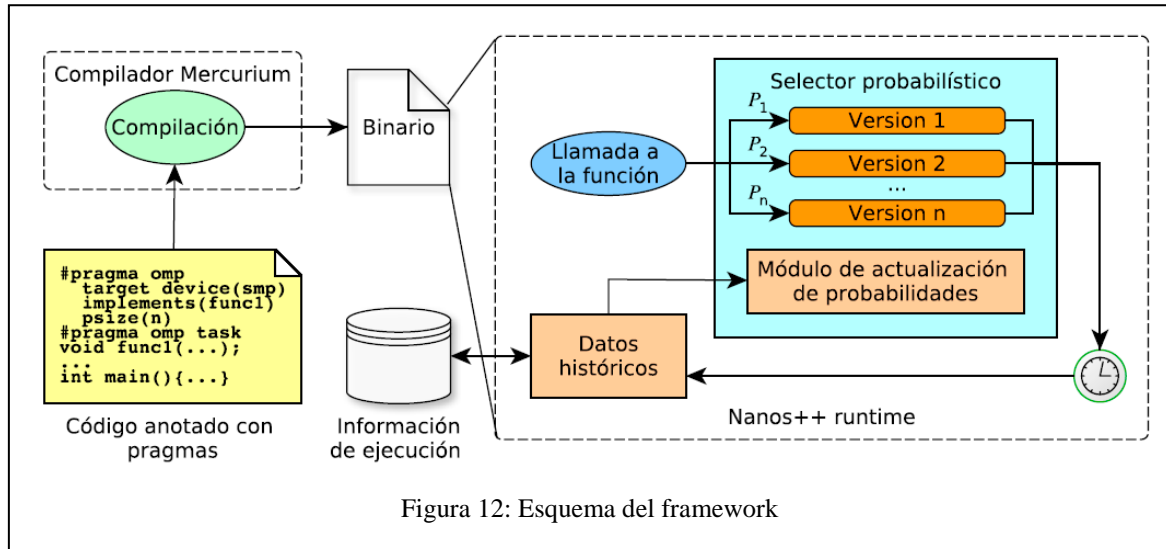 Compilador Mercurium
Compilación
Binario
#pragma omp
target device(smp)
implements(func1)
psize(n)
#pragma omp task
void func1(...);
...
int main(){...}
Código anotado con
pragmas
Información
de ejecución
Selector probabilístico
Llamada a
la función
P1
Version 1
P2
Version 2
...
Pn
Version n
Módulo de actualización
de probabilidades
Datos
históricos
Nanos++ runtime
Figura 12: Esquema del framework